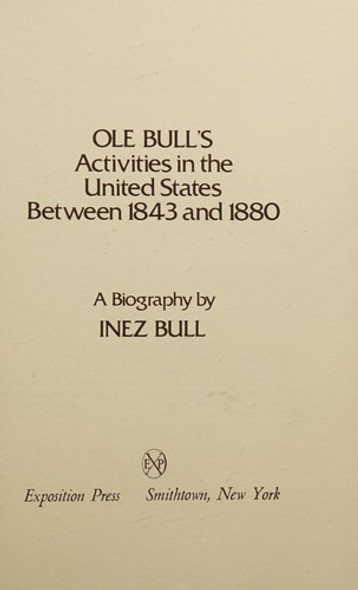 OLE BULL'S
Activities in the
United States
Between 1843 and 1880
A Biography by
INEZ BULL
EXP
Exposition Press Smithtown, New York